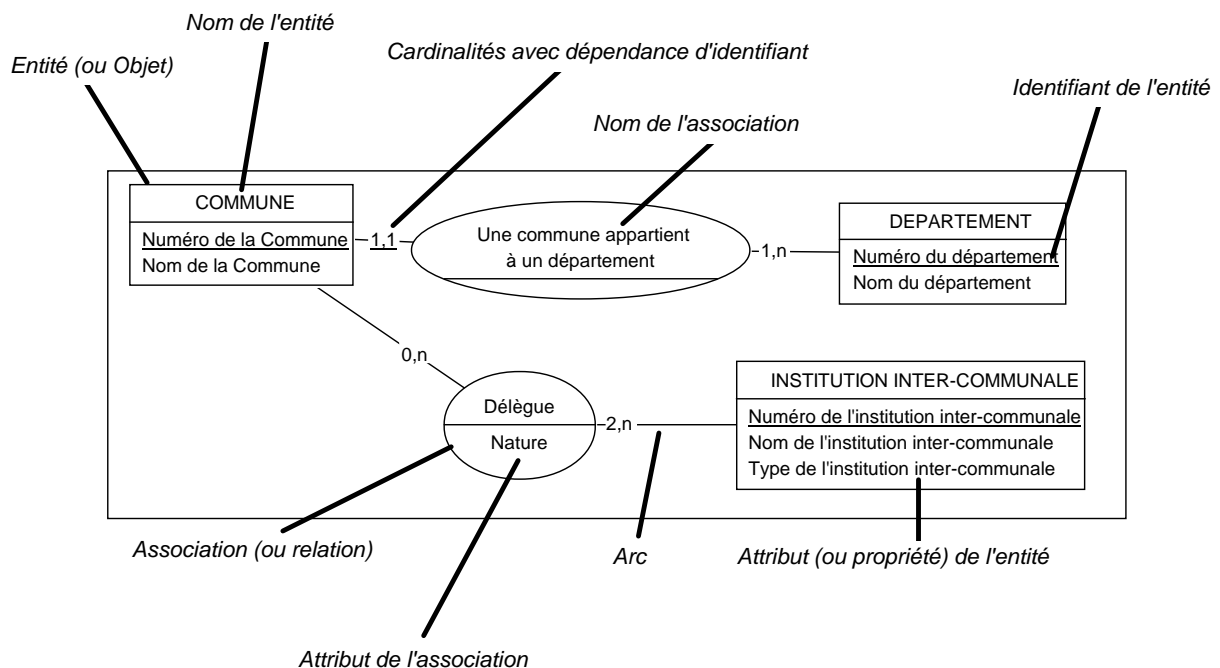 Nom de l'entité
Cardinalités avec dépendance d'identifiant
Entité (ou Objet)
Identifiant de l'entité
Nom de l'association
COMMUNE
Numéro de la Commune
Nom de la Commune
1,1
Une commune appartient
à un département
1,n
DEPARTEMENT
Numéro du département
Nom du département
0,n
Délègue
Nature
2,n
INSTITUTION INTER-COMMUNALE
Numéro de l'institution inter-communale
Nom de l'institution inter-communale
Type de l'institution inter-communale
Association (ou relation)
Arc
Attribut (ou propriété) de l'entité
Attribut de l'association